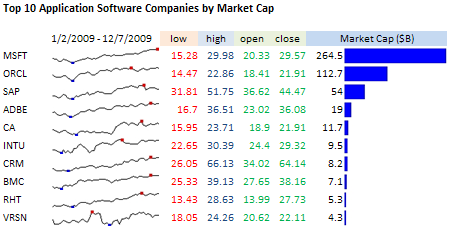 Top 10 Application Software Companies by Market Cap
1/2/2009 - 12/7/2009 low high open close Market Cap ($B)
MSFT 15.28 29.98 20.33 29.57 264.5
ORCL 14.47 22.86 18.41 21.91 112.7
SAP 31.81 51.75 36.62 44.47 54
ADBE 16.7 36.51 23.02 36.08 19
CA 15.95 23.71 18.9 21.91 11.7
INTU 22.65 30.39 24.4 29.32 9.5
CRM 26.05 66.13 34.02 64.14 8.2
BMC 25.33 39.13 27.65 38.16 7.1
RHT 13.43 28.63 13.99 27.73 5.3
VRSN 18.05 24.26 20.62 22.11 4.3